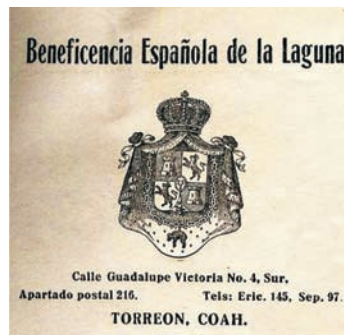 Beneficencia Española de la Laguna
Calle Guadalupe Victoria No. 4, Sur,
Apartado postal 216. Tels: Eric. 145, Sep. 97.
TORREON, COAH.